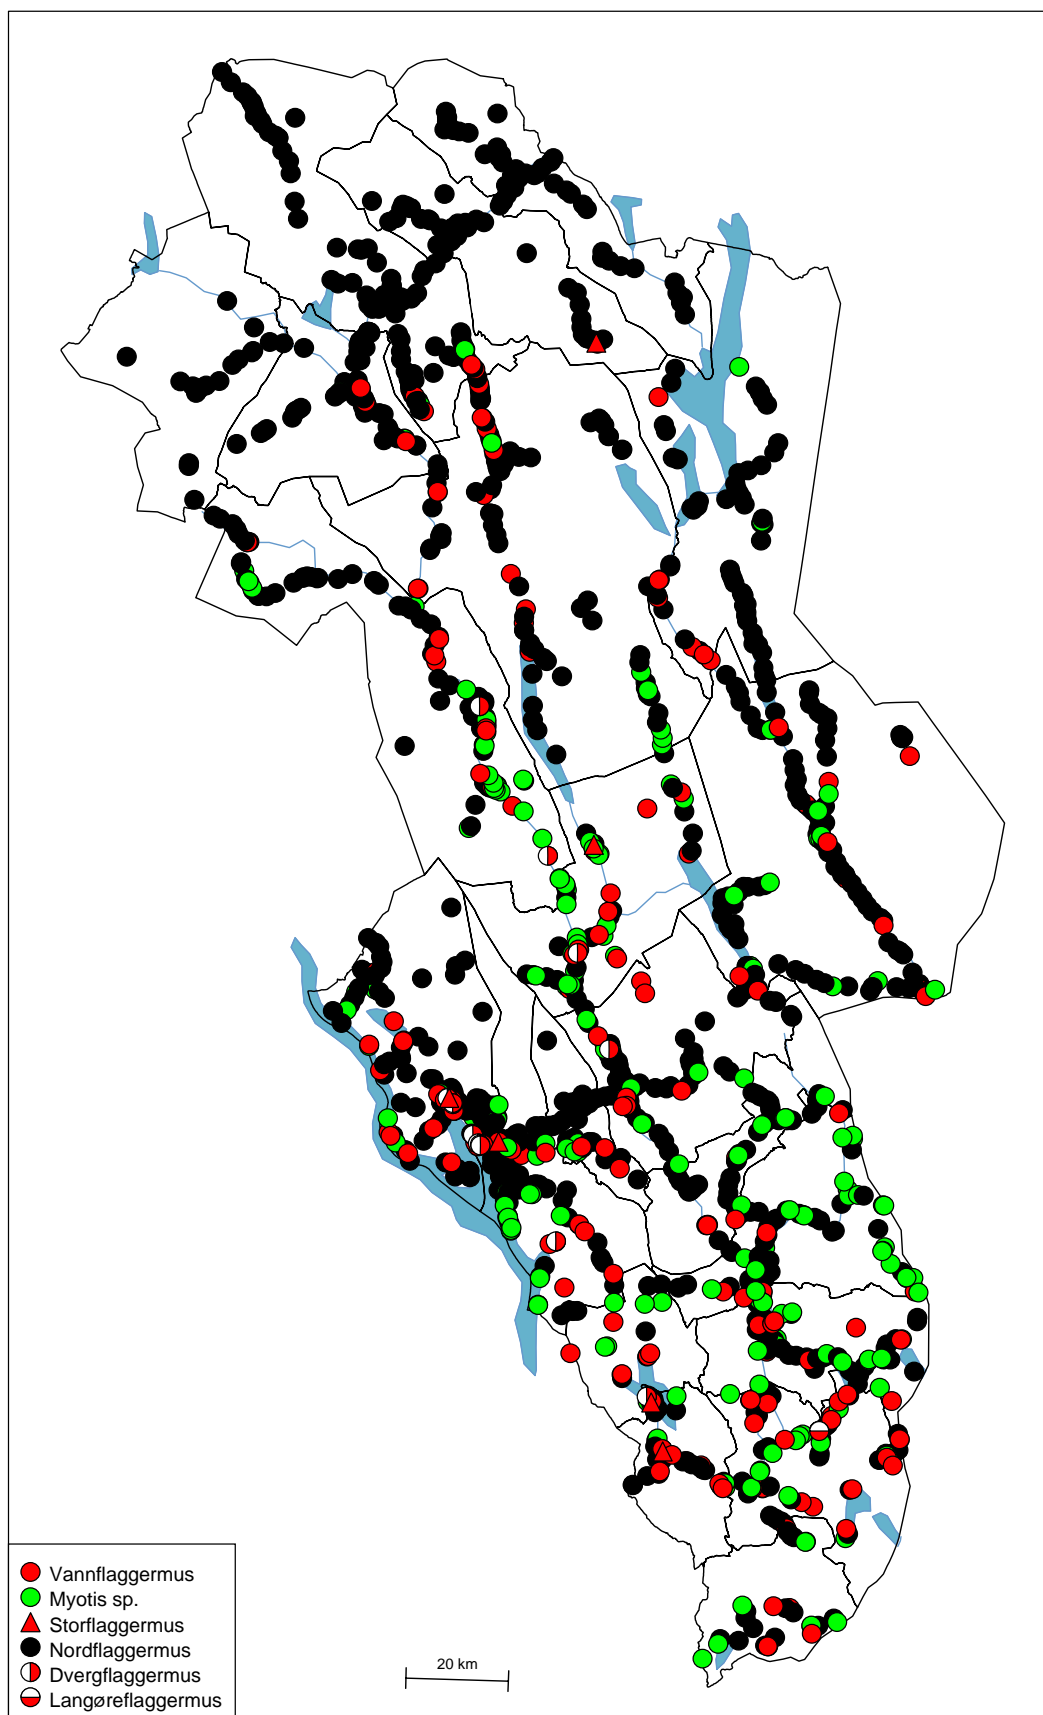 Vannflaggermus
Myotis sp.
Storflaggermus
Nordflaggermus
Dvergflaggermus
Langøreflaggermus
20 km